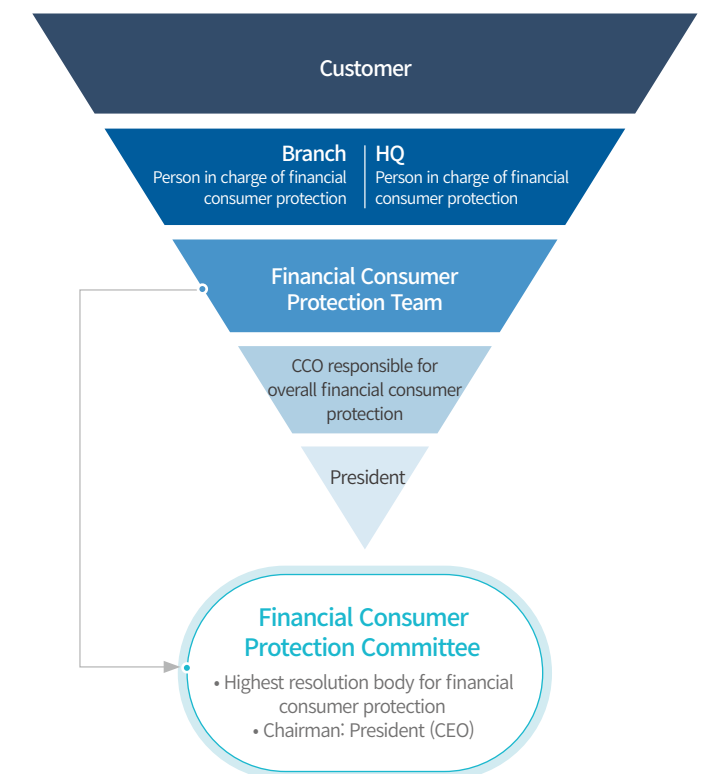 Customer
Branch
Person in charge of financial
consumer protection
HQ
Person in charge of financial
consumer protection
Financial Consumer
Protection Team
CCO responsible for
overall financial consumer
protection
President
Financial Consumer
Protection Committee
• Highest resolution body for financial
consumer protection
• Chairman: President (CEO)